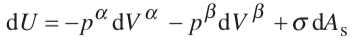 dU = −p^α dV^α − p^β dV^β + σ dA_s